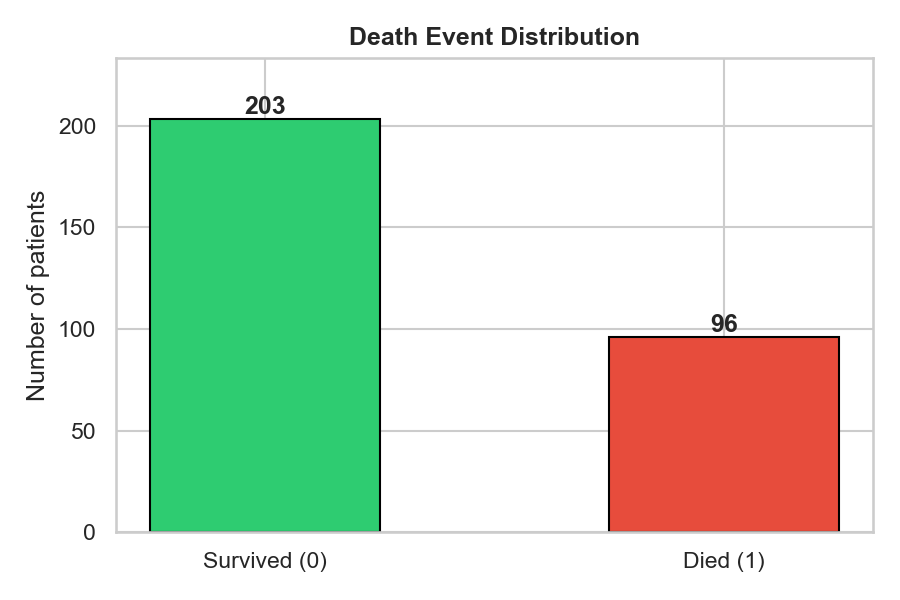 Death Event Distribution
Number of patients
200
150
100
50
0
203
96
Survived (0)
Died (1)